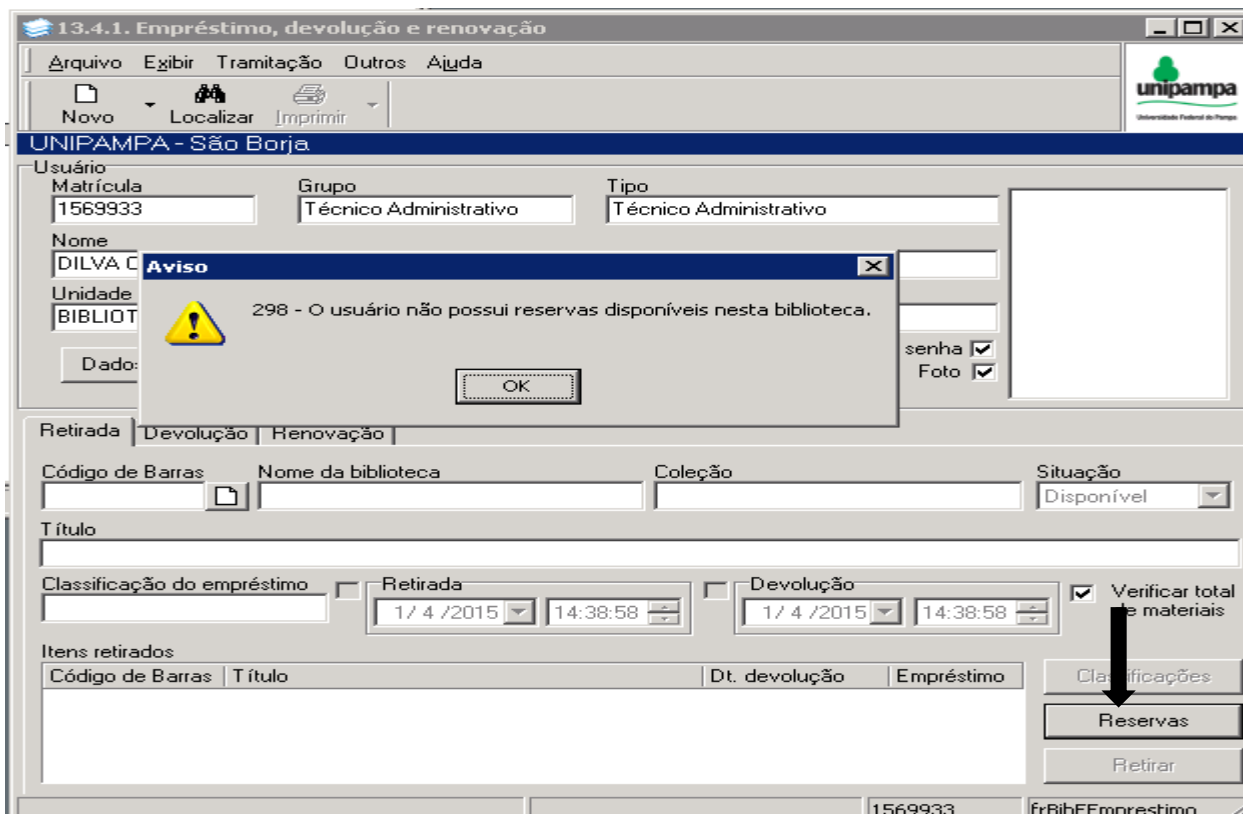 13.4.1. Empréstimo, devolução e renovação
Arquivo Exibir Tramitação Outros Ajuda
Novo Localizar Imprimir
unipampa
Universidade Federal do Pampa
UNIPAMPA - São Borja
Usuário
Matrícula Grupo Tipo
1569933 Técnico Administrativo Técnico Administrativo
Nome
DILVA
Aviso
Unidade
298 - O usuário não possui reservas disponíveis nesta biblioteca.
BIBLIOT
senha
Dado
Foto
OK
Retirada Devolução Renovação
Código de Barras Nome da biblioteca Coleção Situação
Disponível
Título
Classificação do empréstimo Retirada Devolução Verificar total
de materiais
1/ 4 /2015 14:38:58 1/ 4 /2015 14:38:58
Itens retirados
Código de Barras Título Dt. devolução Empréstimo Classificações
Reservas
Retirar
1569933 frBibEEmprestimo